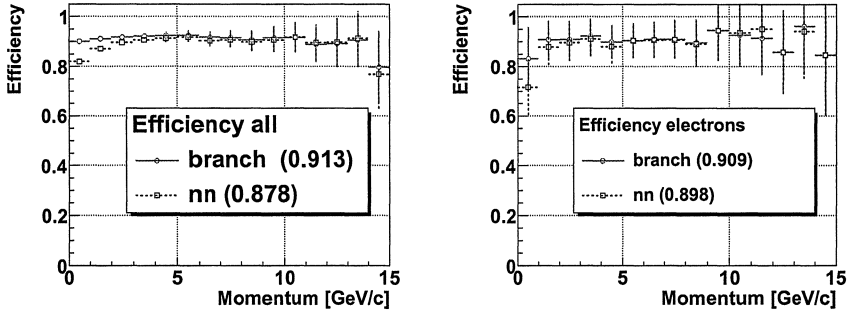 Efficiency
1
0.8
0.6
0.4
0.2
0
Efficiency all
branch (0.913)
nn (0.878)
0 5 10 15
Momentum [GeV/c]
Efficiency
1
0.8
0.6
0.4
0.2
0
Efficiency electrons
branch (0.909)
nn (0.898)
0 5 10 15
Momentum [GeV/c]